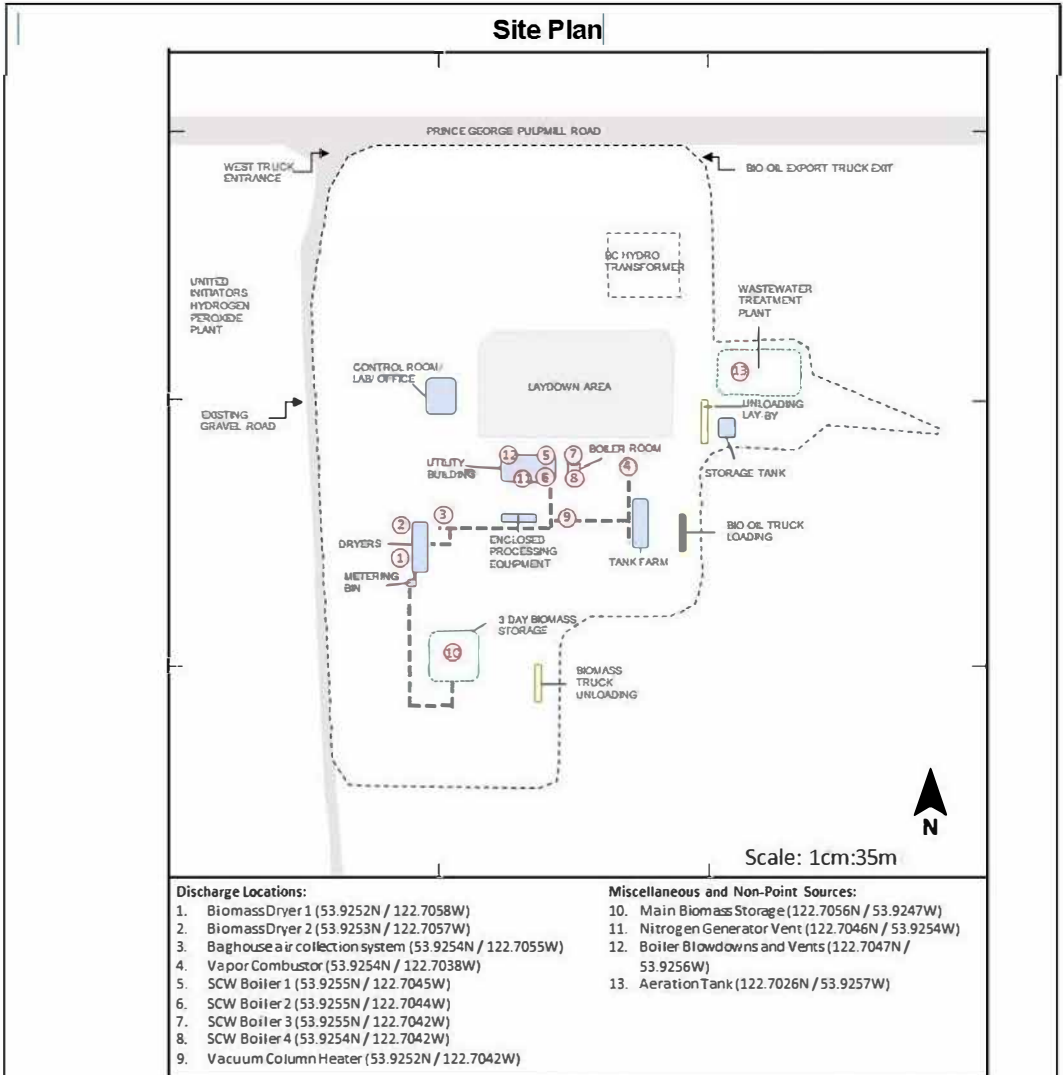 Site Plan
PRINCE GEORGE PULPMILL ROAD
WEST TRUCK
ENTRANCE
BIO OIL EXPORT TRUCK EXIT
BC HYDRO
TRANSFORMER
UNITED
INITIATORS
HYDROGEN
PEROXIDE
PLANT
WASTEWATER
TREATMENT
PLANT
13
CONTROL ROOM/
LAB/ OFFICE
LAYDOWN AREA
UNLOADING
LAY-BY
EXISTING
GRAVEL ROAD
STORAGE TANK
12
5
7
BOILER ROOM
4
UTILITY
BUILDING
11
6
8
2
3
9
BIO OIL TRUCK
LOADING
DRYERS
1
ENCLOSED
PROCESSING
EQUIPMENT
TANK FARM
METERING
BIN
3 DAY BIOMASS
STORAGE
10
BIOMASS
TRUCK
UNLOADING
N
Scale: 1cm:35m
Discharge Locations:
1. Biomass Dryer 1 (53.9252N / 122.7058W)
2. Biomass Dryer 2 (53.9253N / 122.7057W)
3. Baghouse air collection system (53.9254N / 122.7055W)
4. Vapor Combustor (53.9254N / 122.7038W)
5. SCW Boiler 1 (53.9255N / 122.7045W)
6. SCW Boiler 2 (53.9255N / 122.7044W)
7. SCW Boiler 3 (53.9255N / 122.7042W)
8. SCW Boiler 4 (53.9254N / 122.7042W)
9. Vacuum Column Heater (53.9252N / 122.7042W)
Miscellaneous and Non-Point Sources:
10. Main Biomass Storage (122.7056W / 53.9247W)
11. Nitrogen Generator Vent (122.7046W / 53.9254W)
12. Boiler Blowdowns and Vents (122.7047W /
53.9256W)
13. Aeration Tank (122.7026W / 53.9257W)